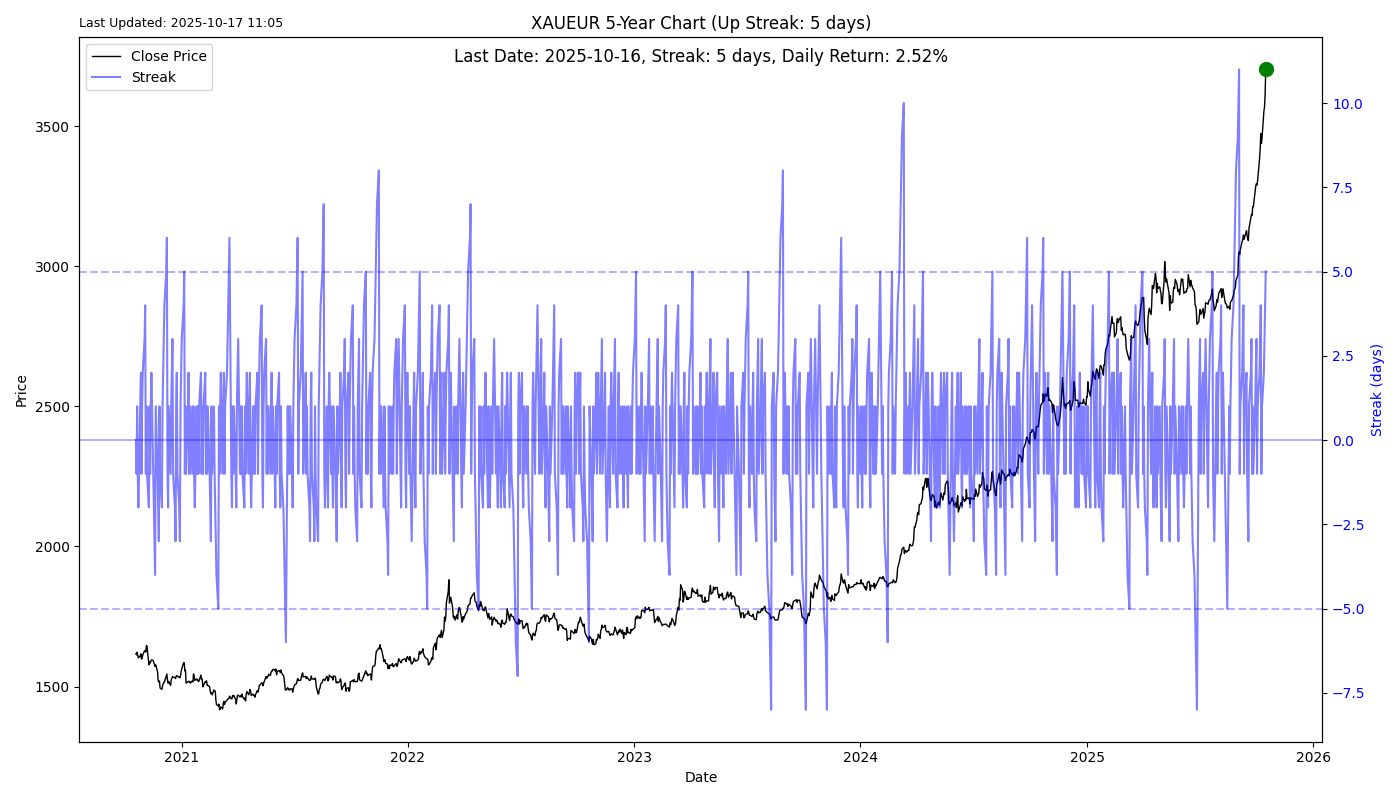 Last Updated: 2025-10-17 11:05
XAUEUR 5-Year Chart (Up Streak: 5 days)
Last Date: 2025-10-16, Streak: 5 days, Daily Return: 2.52%
Close Price
Streak
Price
3500
3000
2500
2000
1500
10.0
7.5
5.0
2.5
0.0
−2.5
−5.0
−7.5
Streak (days)
2021
2022
2023
2024
2025
2026
Date